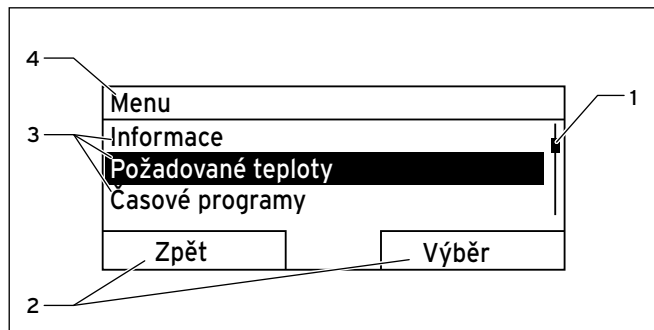 4
Menu
1
3
Informace
Požadované teploty
Časové programy
Zpět
Výběr
2